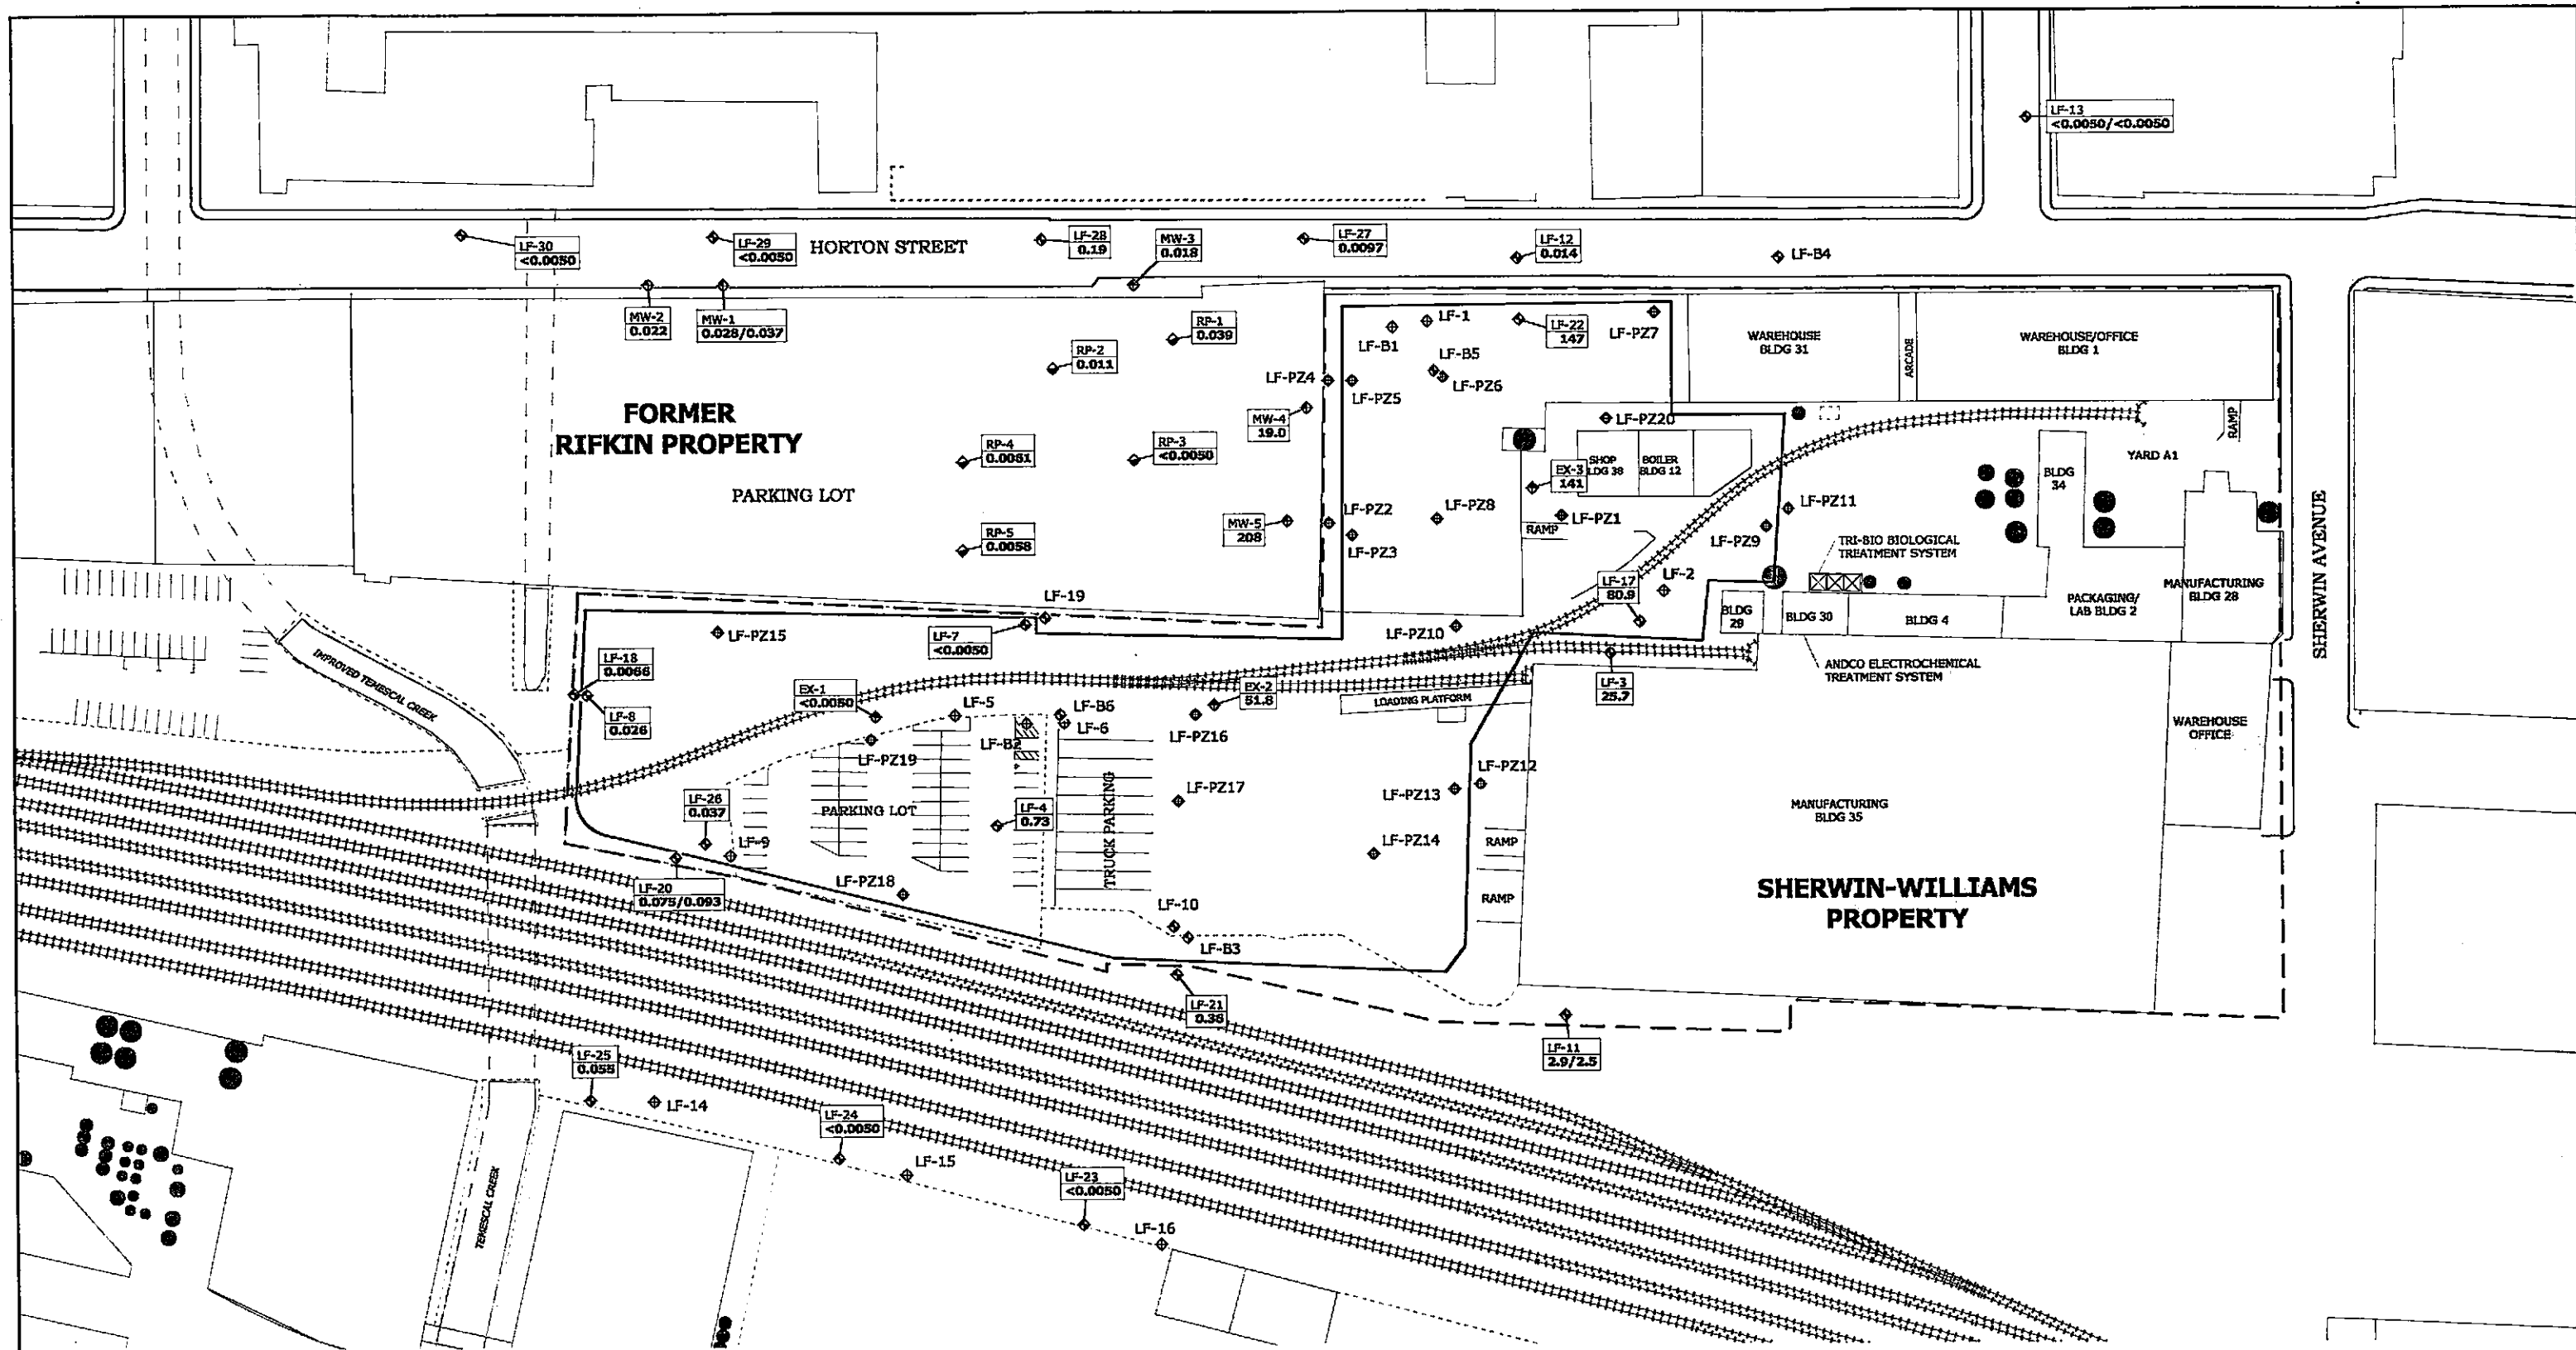 LF-13
<0.0050/<0.0050
LF-30
<0.0050
LF-29
<0.0050
HORTON STREET
LF-28
0.19
MW-3
0.018
LF-27
0.0097
LF-12
0.014
LF-B4
MW-2
0.022
MW-1
0.028/0.037
RP-1
0.039
RP-2
0.011
LF-B1
LF-1
LF-22
147
LF-PZ7
WAREHOUSE
BLDG 31
ARCADE
WAREHOUSE/OFFICE
BLDG 1
LF-B5
LF-PZ6
LF-PZ4
LF-PZ5
FORMER
RIFKIN PROPERTY
MW-4
19.0
LF-PZ20
RAMP
RP-4
0.0081
RP-3
<0.0050
SHOP
LDG 38
BOILER
BLDG 12
BLDG
34
YARD A1
PARKING LOT
EX-3
141
LF-PZ2
LF-PZ8
LF-PZ1
LF-PZ11
MW-5
208
RAMP
LF-PZ3
LF-PZ9
RP-5
0.0058
TRI-BIO BIOLOGICAL
TREATMENT SYSTEM
SHERWIN AVENUE
LF-17
80.9
LF-2
MANUFACTURING
BLDG 28
PACKAGING/
LAB BLDG 2
LF-19
BLDG
29
BLDG 30
BLDG 4
LF-PZ15
LF-7
<0.0050
LF-PZ10
IMPROVED TEMESCAL CREEK
LF-18
0.0066
ANDCO ELECTROCHEMICAL
TREATMENT SYSTEM
EX-1
<0.0050
EX-2
51.8
LOADING PLATFORM
LF-3
25.7
LF-8
0.026
LF-5
LF-B6
LF-6
LF-B2
LF-PZ16
WAREHOUSE
OFFICE
LF-PZ19
LF-PZ12
LF-PZ13
LF-26
0.037
PARKING LOT
LF-4
0.73
TRUCK PARKING
LF-PZ17
MANUFACTURING
BLDG 35
LF-9
LF-PZ14
RAMP
LF-20
0.075/0.093
LF-PZ18
RAMP
SHERWIN-WILLIAMS
PROPERTY
LF-10
LF-B3
LF-21
0.38
LF-11
2.9/2.5
LF-25
0.055
LF-14
LF-24
<0.0050
LF-15
LF-23
<0.0050
TEMESCAL CREEK
LF-16